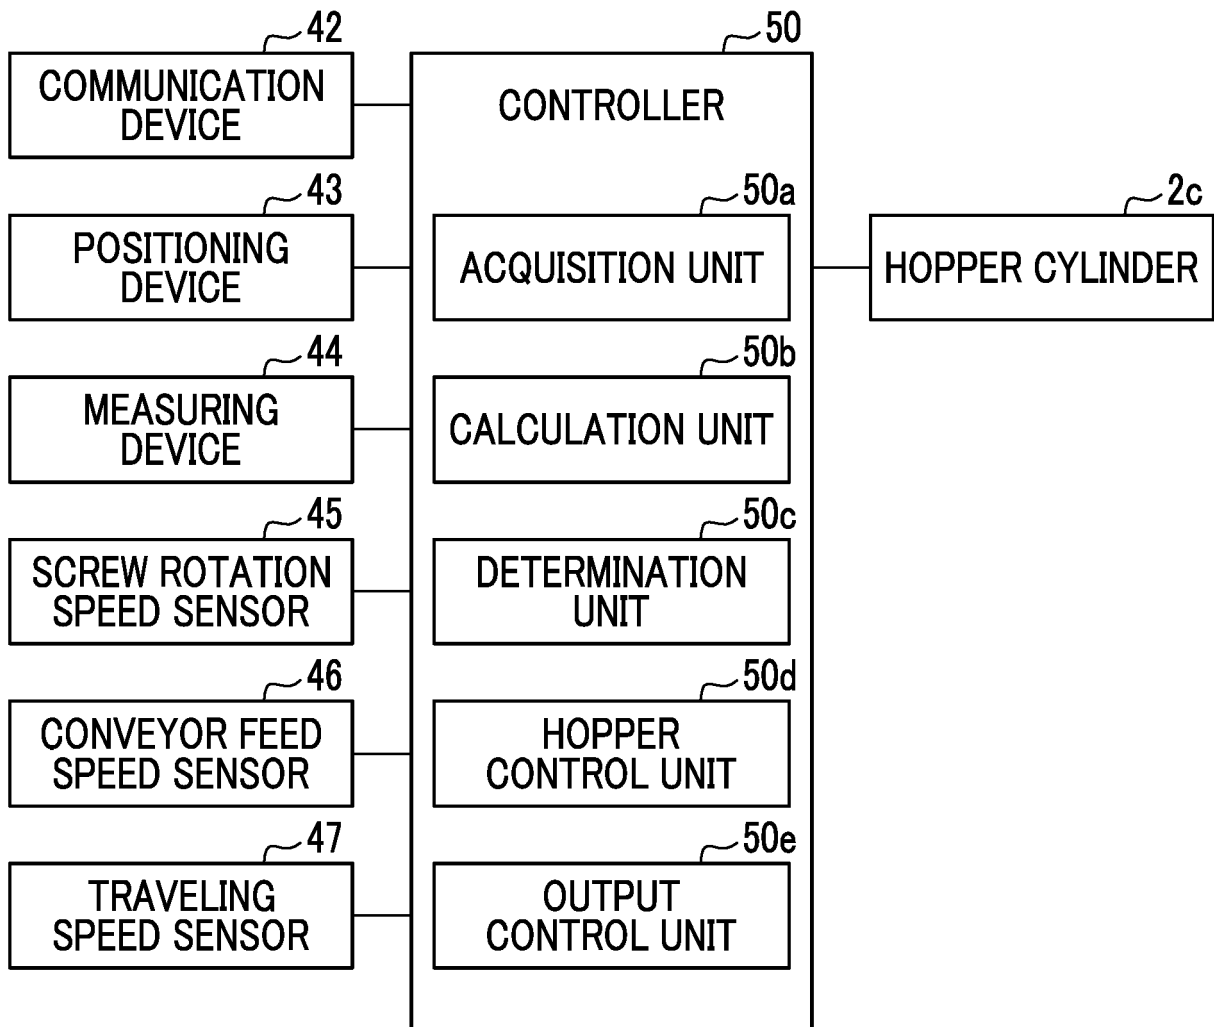 42
COMMUNICATION
DEVICE
43
POSITIONING
DEVICE
44
MEASURING
DEVICE
45
SCREW ROTATION
SPEED SENSOR
46
CONVEYOR FEED
SPEED SENSOR
47
TRAVELING
SPEED SENSOR
50
CONTROLLER
50a
ACQUISITION UNIT
50b
CALCULATION UNIT
50c
DETERMINATION
UNIT
50d
HOPPER
CONTROL UNIT
50e
OUTPUT
CONTROL UNIT
2c
HOPPER CYLINDER